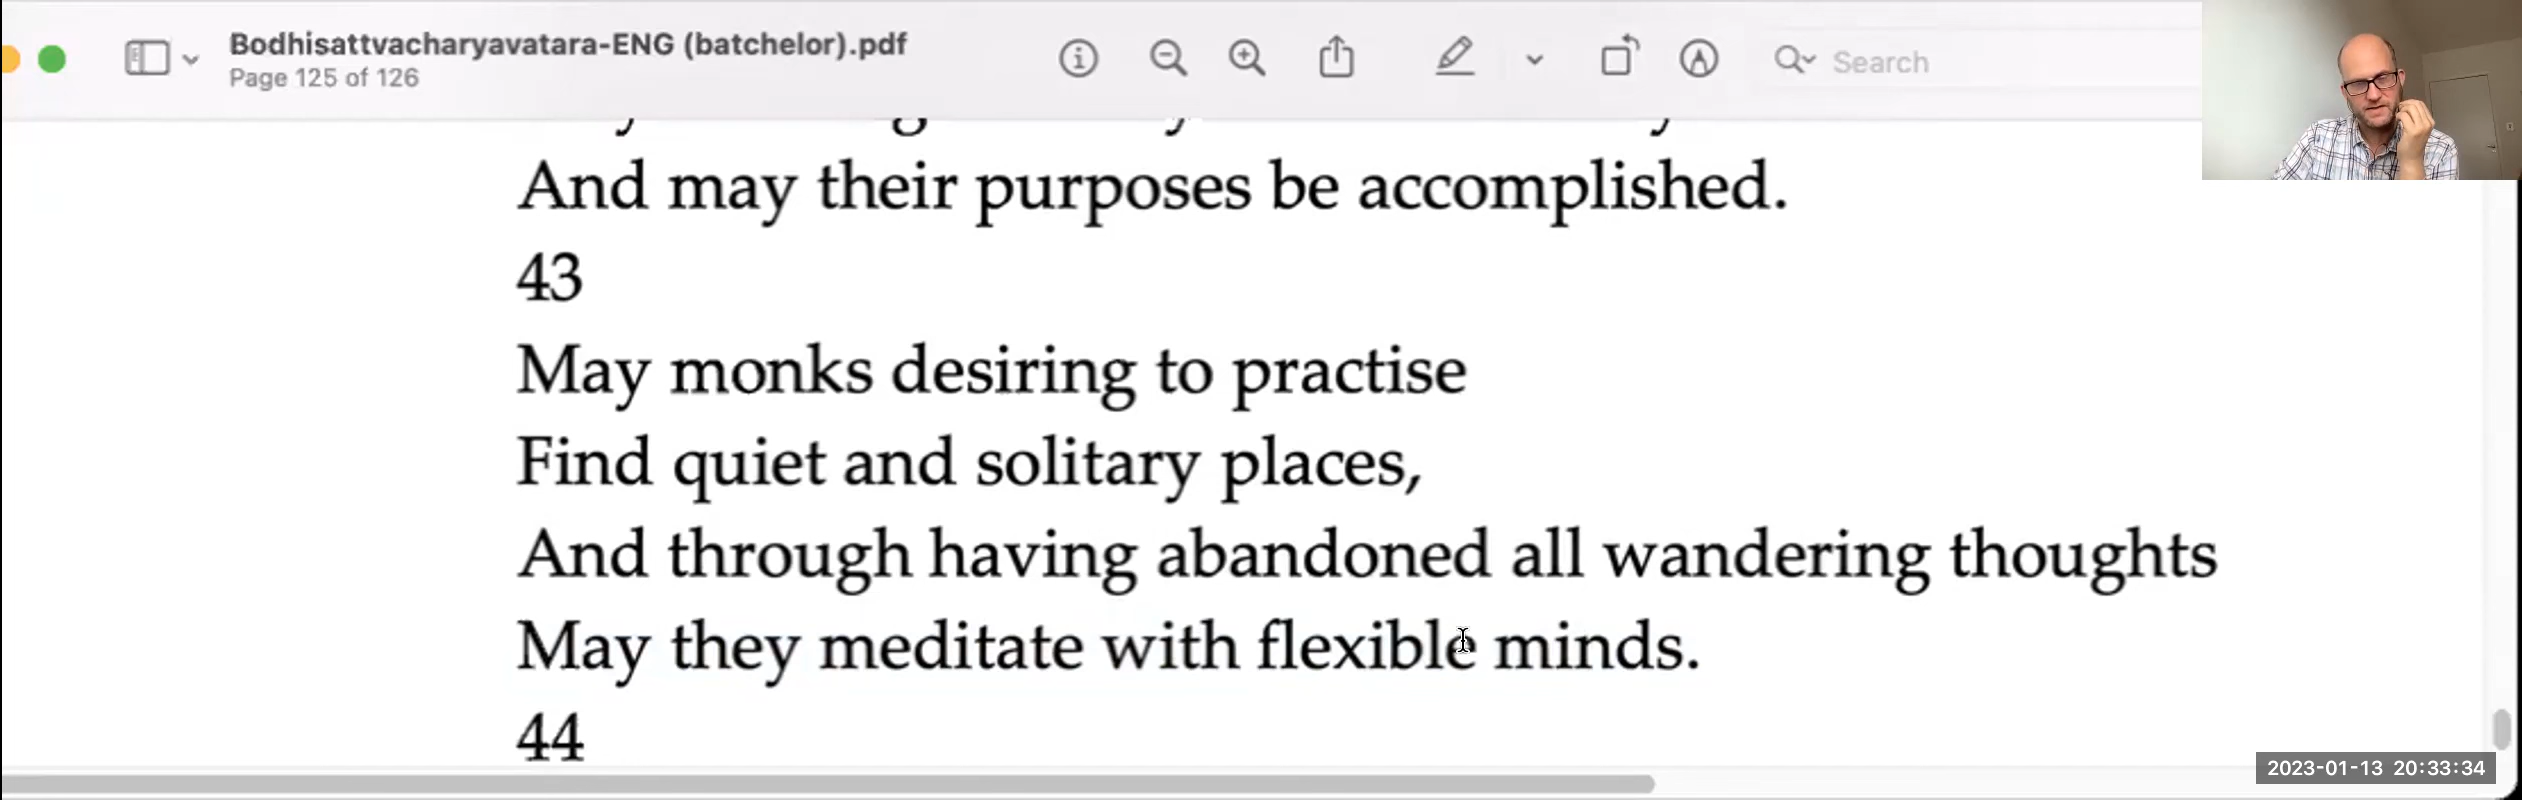 Bodhisattvacharyavatara-ENG (batchelor).pdf
Page 125 of 126
Search
And may their purposes be accomplished.
43
May monks desiring to practise
Find quiet and solitary places,
And through having abandoned all wandering thoughts
May they meditate with flexible minds.
44
2023-01-13 20:33:34